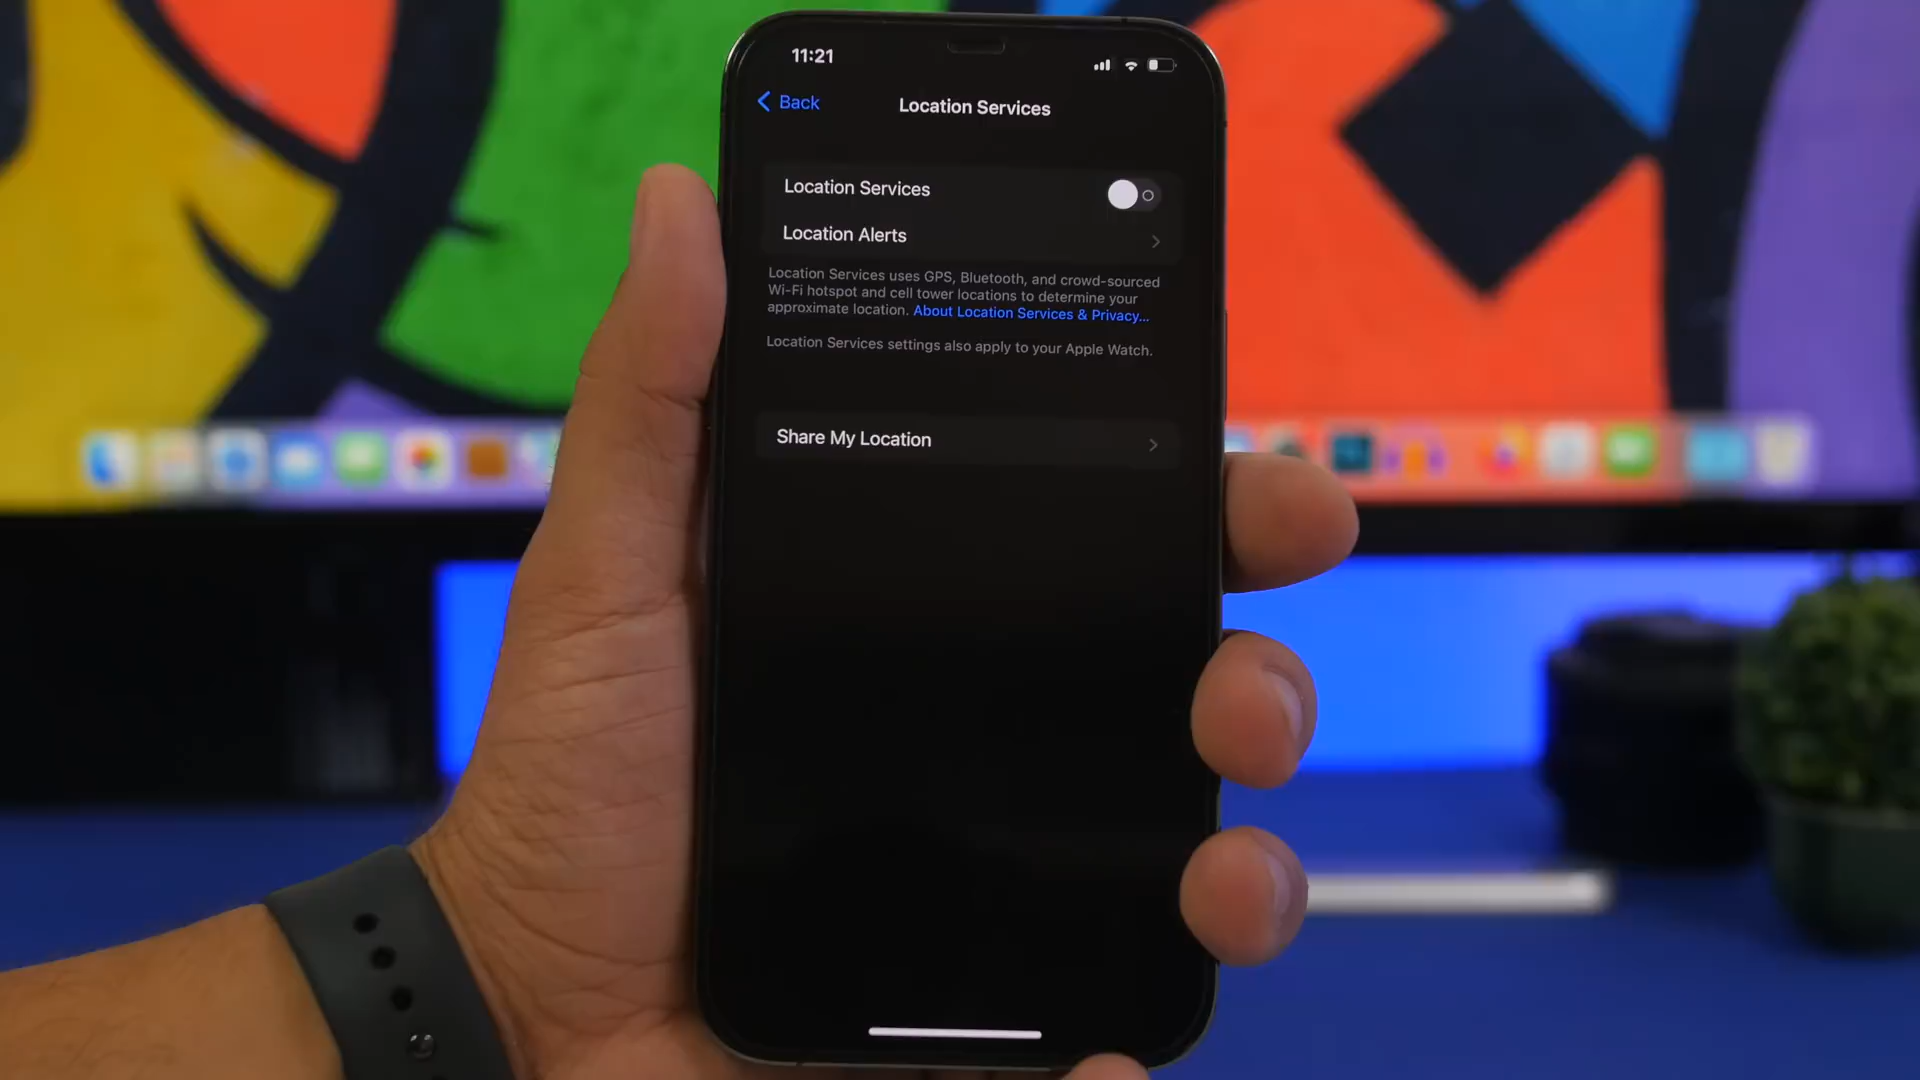 11:21
Back
Location Services
Location Services
Location Alerts
Location Services uses GPS, Bluetooth, and crowd-sourced
Wi-Fi hotspot and cell tower locations to determine your
approximate location. About Location Services & Privacy...
Location Services settings also apply to your Apple Watch.
Share My Location